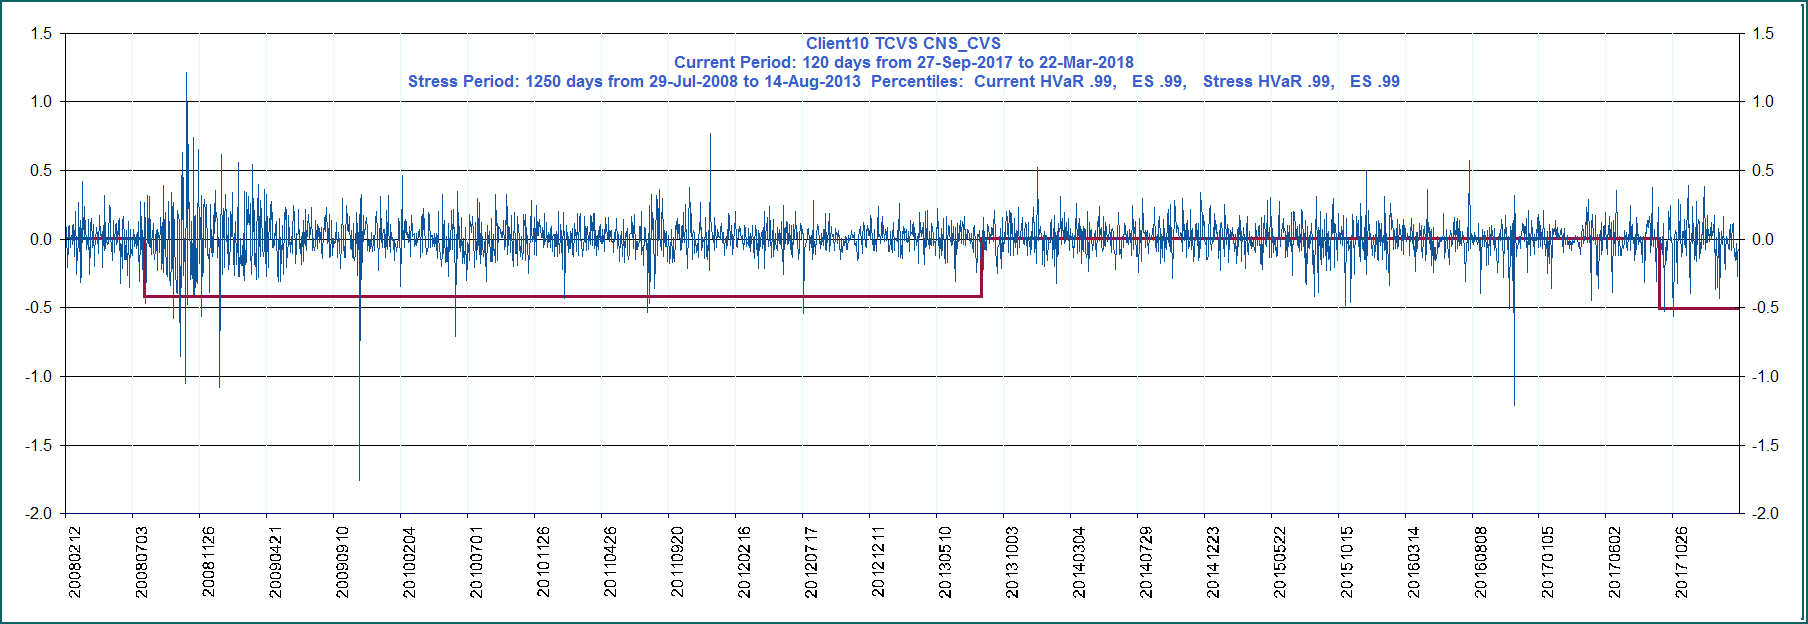 Client10 TCVS CNS_CVS
Current Period: 120 days from 27-Sep-2017 to 22-Mar-2018
Stress Period: 1250 days from 29-Jul-2008 to 14-Aug-2013  Percentiles:  Current HVaR .99,   ES .99,   Stress HVaR .99,   ES .99
1.5 1.5
1.0 1.0
0.5 0.5
0.0 0.0
-0.5 -0.5
-1.0 -1.0
-1.5 -1.5
-2.0 -2.0
20080212 20080703 20081126 20090421 20090910 20100204 20100701 20101126 20110426 20110920 20120216 20120717 20121211 20130510 20131003 20140304 20140729 20141223 20150522 20151015 20160314 20160808 20170105 20170602 20171026